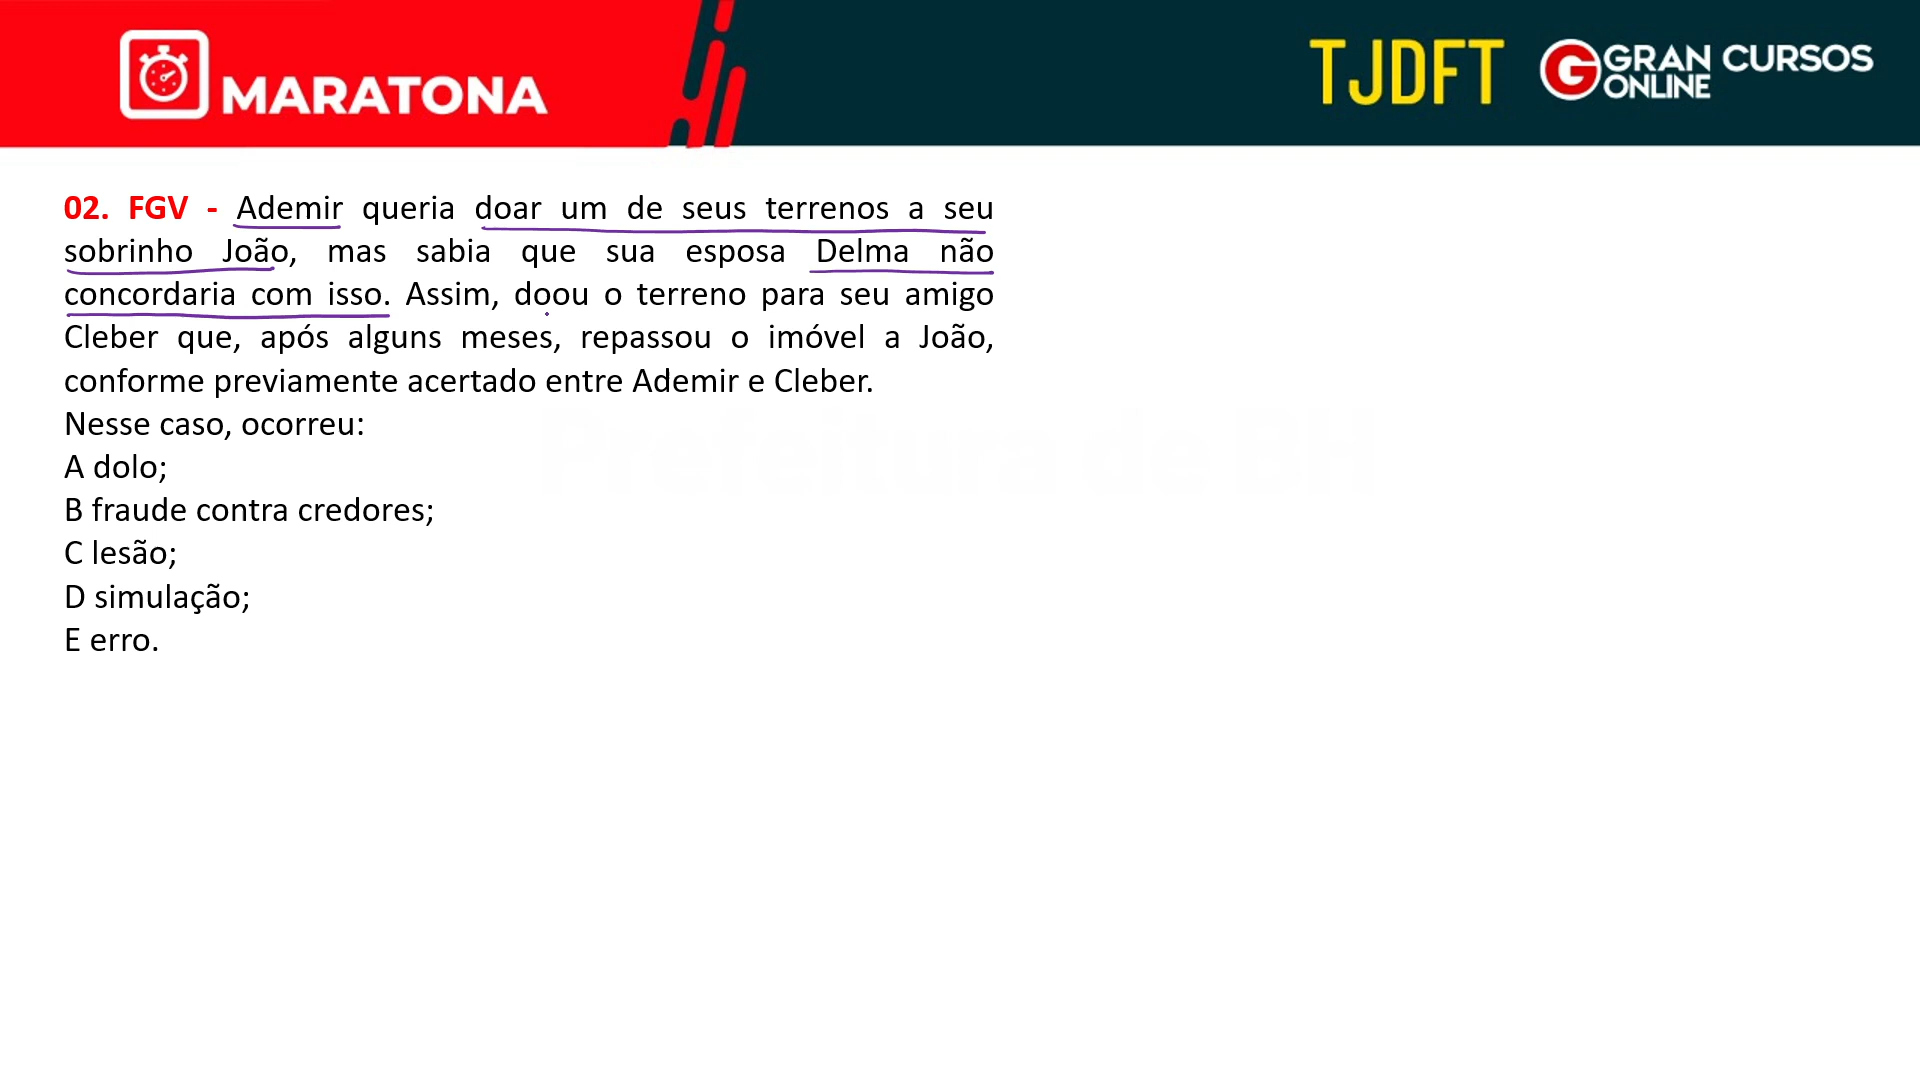 MARATONA
TJDFT
GRAN CURSOS
ONLINE
02. FGV - Ademir queria doar um de seus terrenos a seu
sobrinho João, mas sabia que sua esposa Delma não
concordaria com isso. Assim, doou o terreno para seu amigo
Cleber que, após alguns meses, repassou o imóvel a João,
conforme previamente acertado entre Ademir e Cleber.
Nesse caso, ocorreu:
A dolo;
B fraude contra credores;
C lesão;
D simulação;
E erro.